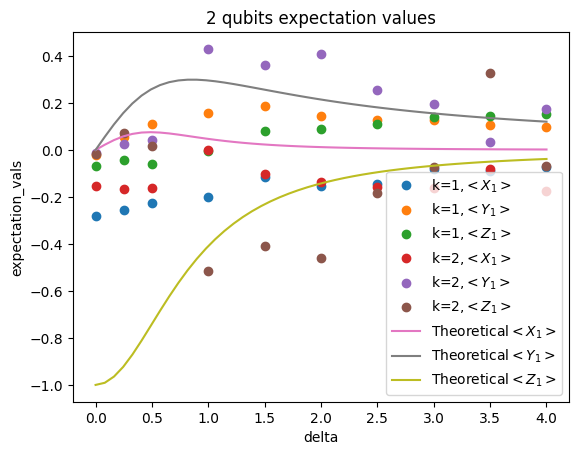 2 qubits expectation values
expectation_vals
0.4
0.2
0.0
−0.2
−0.4
−0.6
−0.8
−1.0
k=1,<X₁>
k=1,<Y₁>
k=1,<Z₁>
k=2,<X₁>
k=2,<Y₁>
k=2,<Z₁>
Theoretical<X₁>
Theoretical<Y₁>
Theoretical<Z₁>
0.0 0.5 1.0 1.5 2.0 2.5 3.0 3.5 4.0
delta